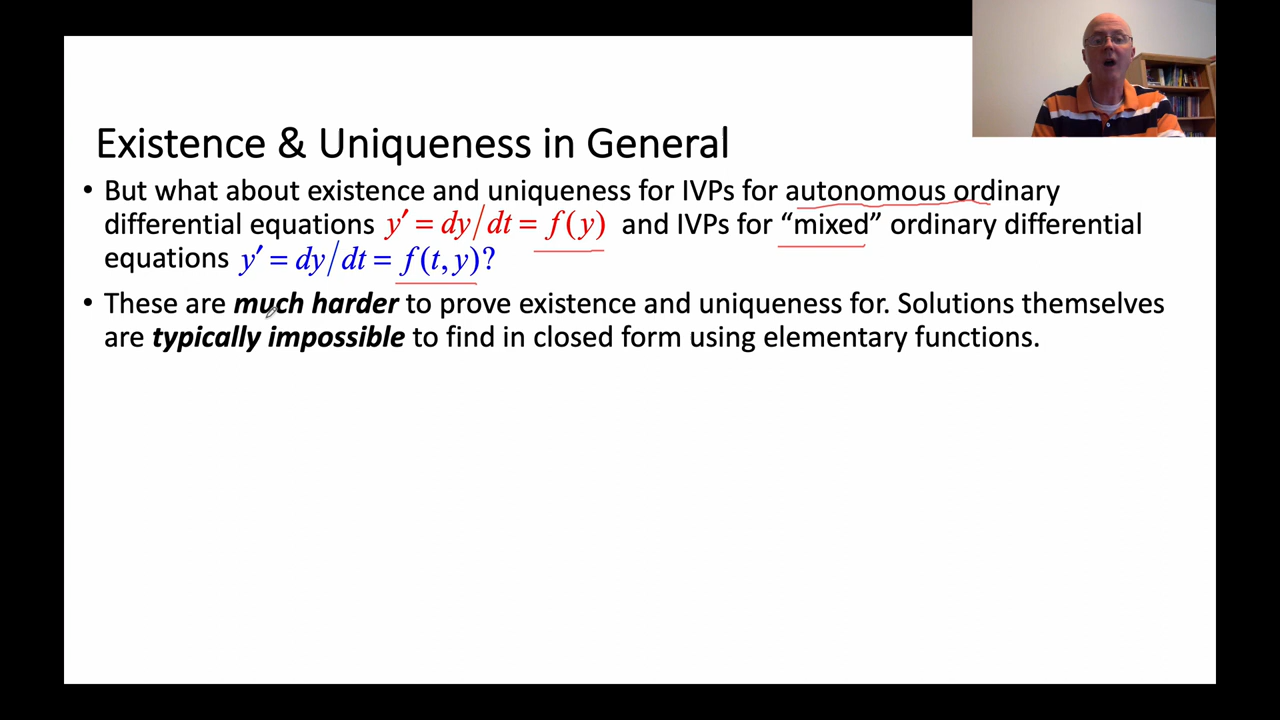 Existence & Uniqueness in General
• But what about existence and uniqueness for IVPs for autonomous ordinary
differential equations y′ = dy/dt = f(y) and IVPs for “mixed” ordinary differential
equations y′ = dy/dt = f(t, y)?
• These are much harder to prove existence and uniqueness for. Solutions themselves
are typically impossible to find in closed form using elementary functions.